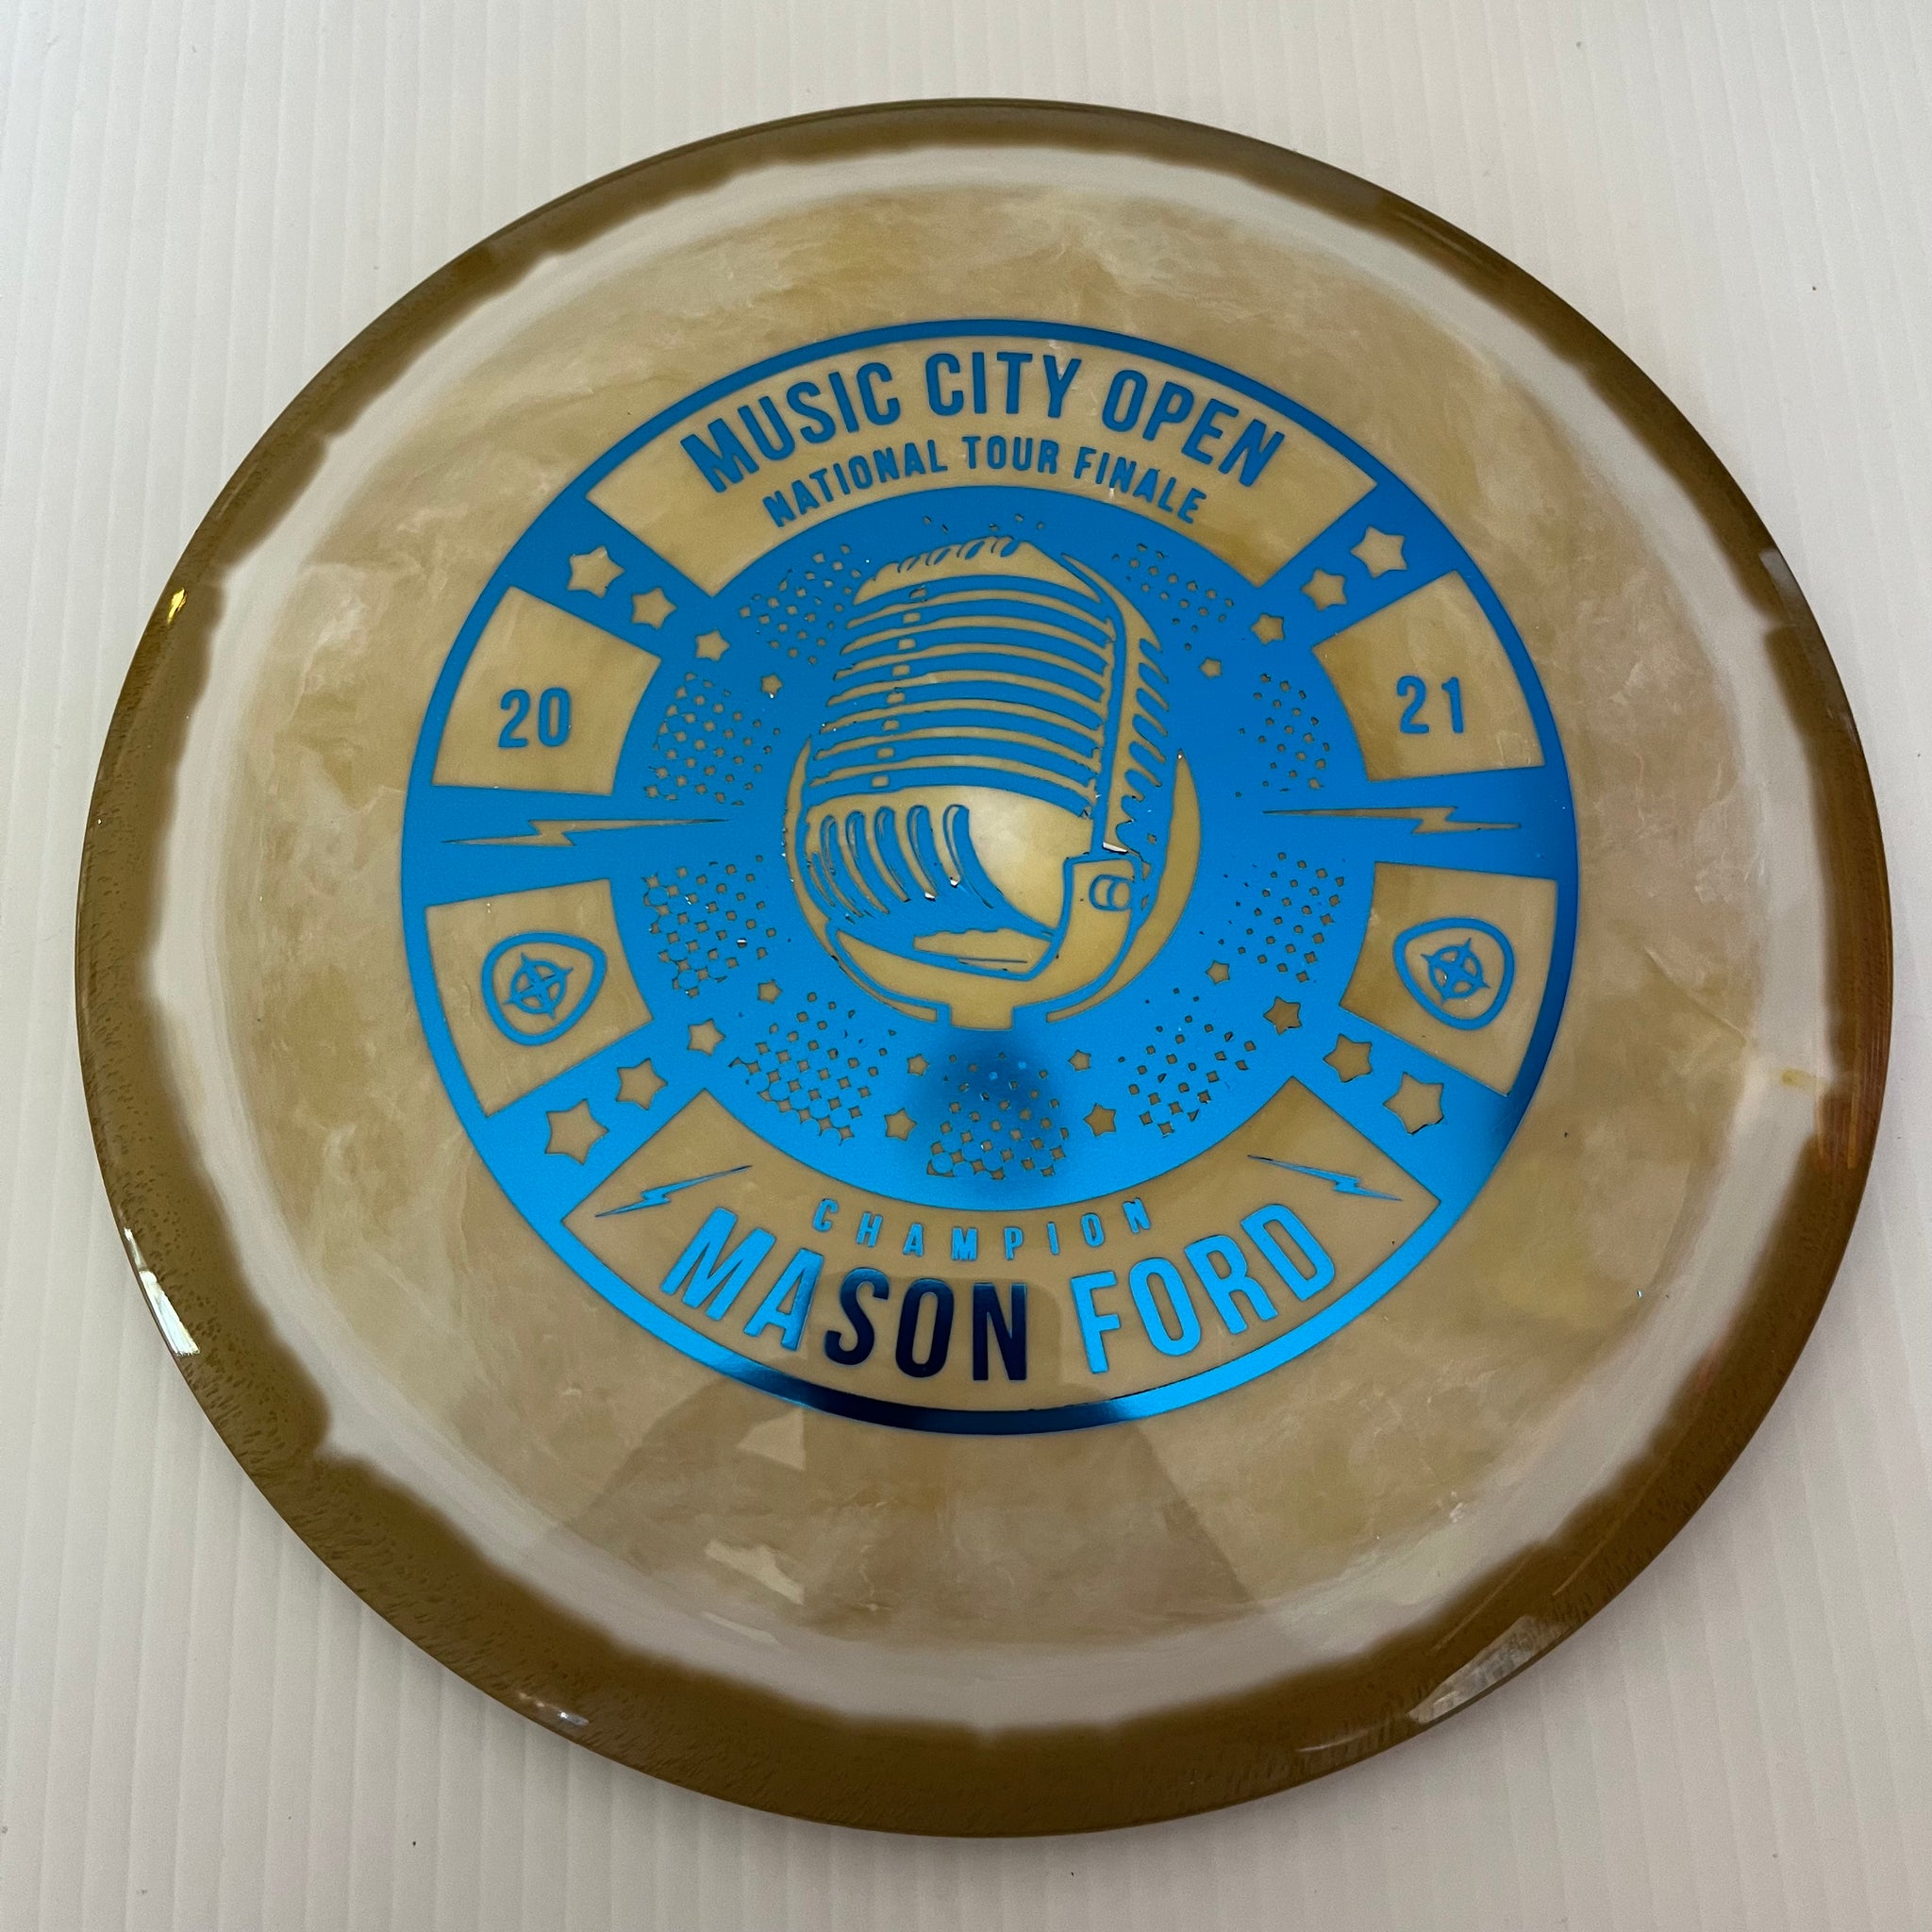 MUSIC CITY OPEN
NATIONAL TOUR FINALE
20 21
CHAMPION
MASON FORD